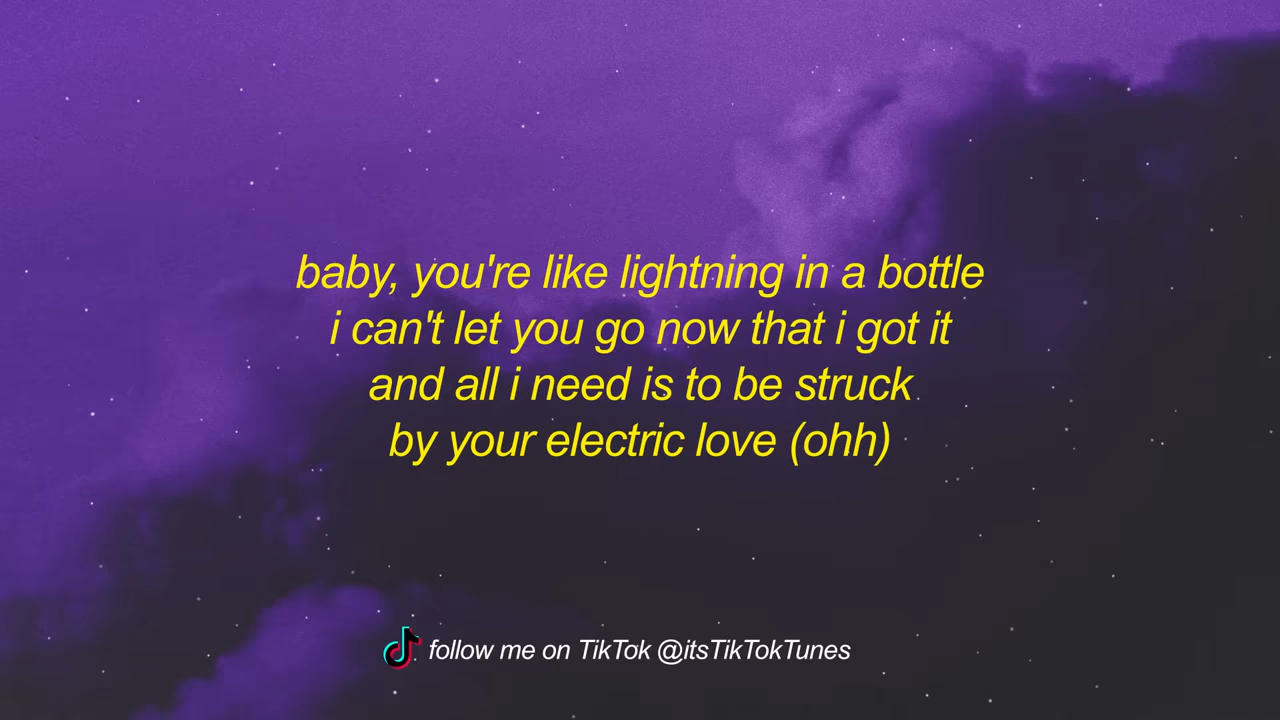 baby, you're like lightning in a bottle
i can't let you go now that i got it
and all i need is to be struck
by your electric love (ohh)
follow me on TikTok @itsTikTokTunes